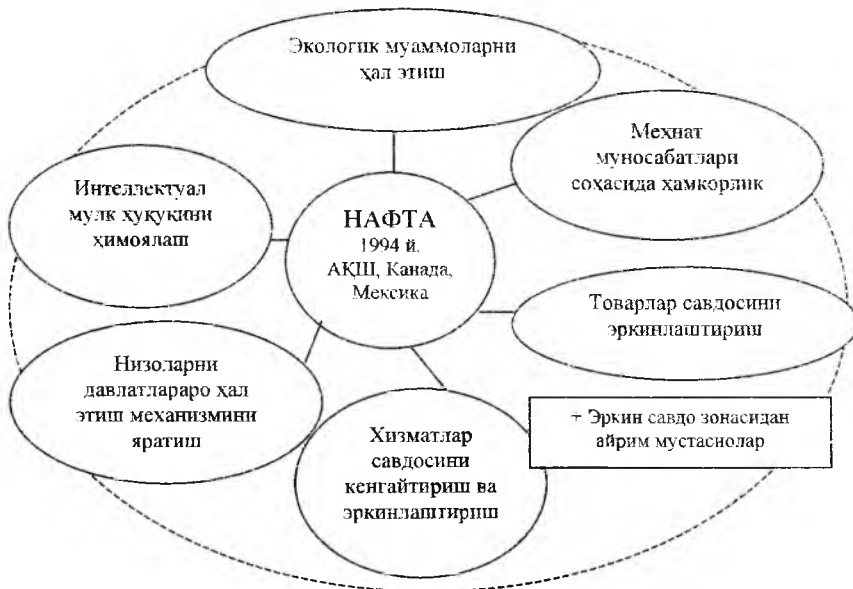 Экологик муаммоларни
ҳал этиш
Меҳнат
муносабатлари
соҳасида ҳамкорлик
Интеллектуал
мулк ҳуқуқини
ҳимоялаш
НАФТА
1994 й.
АҚШ, Канада,
Мексика
Товарлар савдосини
эркинлаштириш
Низоларни
давлатлараро ҳал
этиш механизмини
яратиш
Хизматлар
савдосини
кенгайтириш ва
эркинлаштириш
+ Эркин савдо зонасидан
айрим мустаснолар